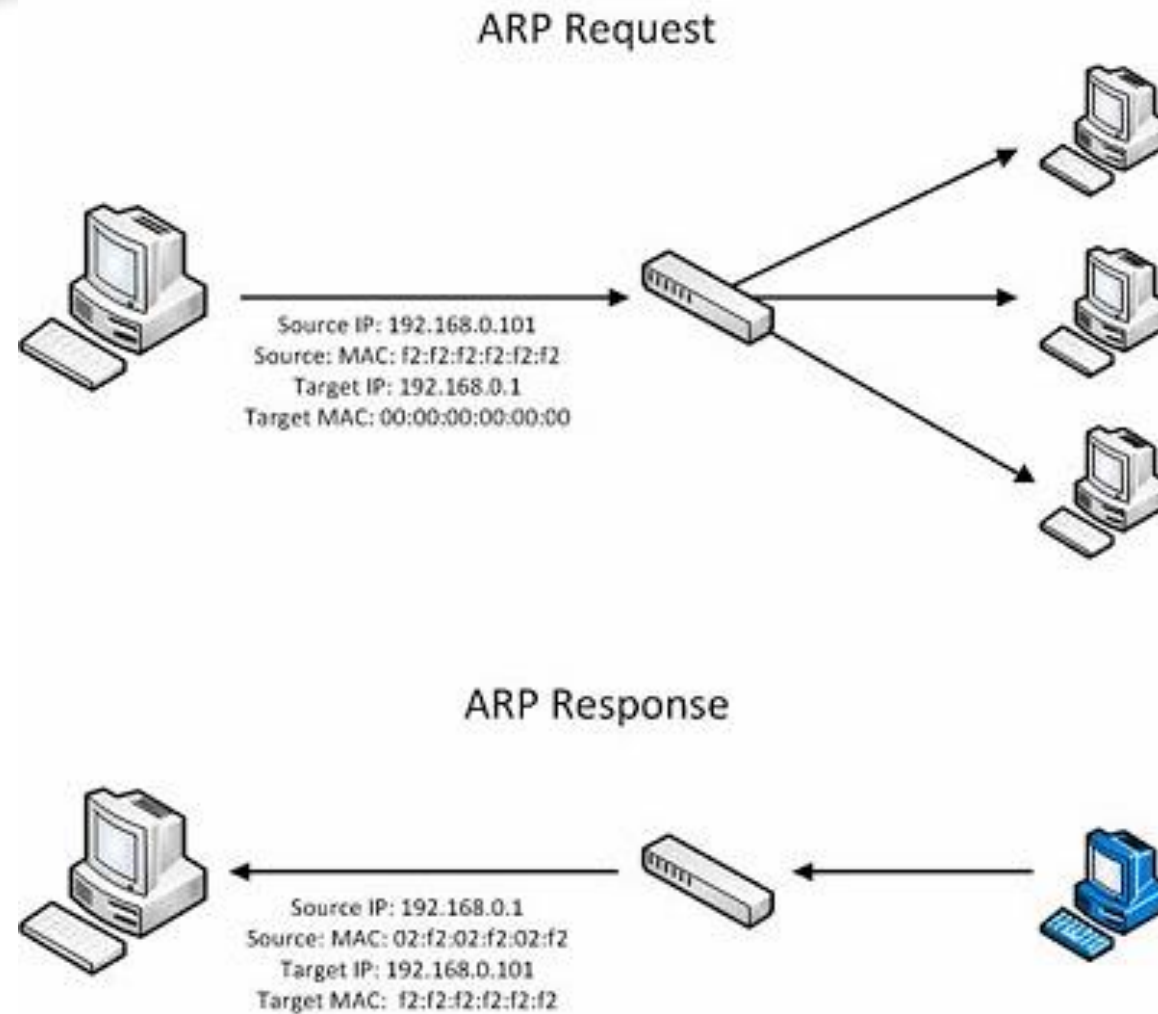 ARP Request
Source IP: 192.168.0.101
Source: MAC: f2:f2:f2:f2:f2:f2
Target IP: 192.168.0.1
Target MAC: 00:00:00:00:00:00
ARP Response
Source IP: 192.168.0.1
Source: MAC: 02:f2:02:f2:02:f2
Target IP: 192.168.0.101
Target MAC: f2:f2:f2:f2:f2:f2